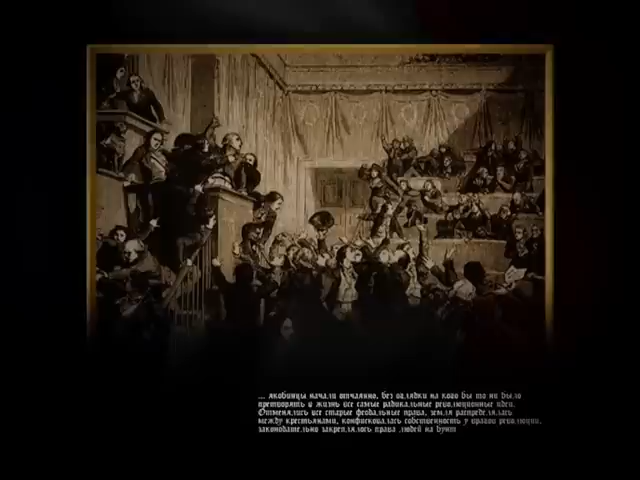 ... якобинцы начали отчаянно, без оглядки на кого бы то ни было
претворять в жизнь все самые радикальные революционные идеи.
Отменялись все старые феодальные права, земля распределялась
между крестьянами, конфисковалась собственность у врагов революции,
законодательно закреплялось права людей на бунт